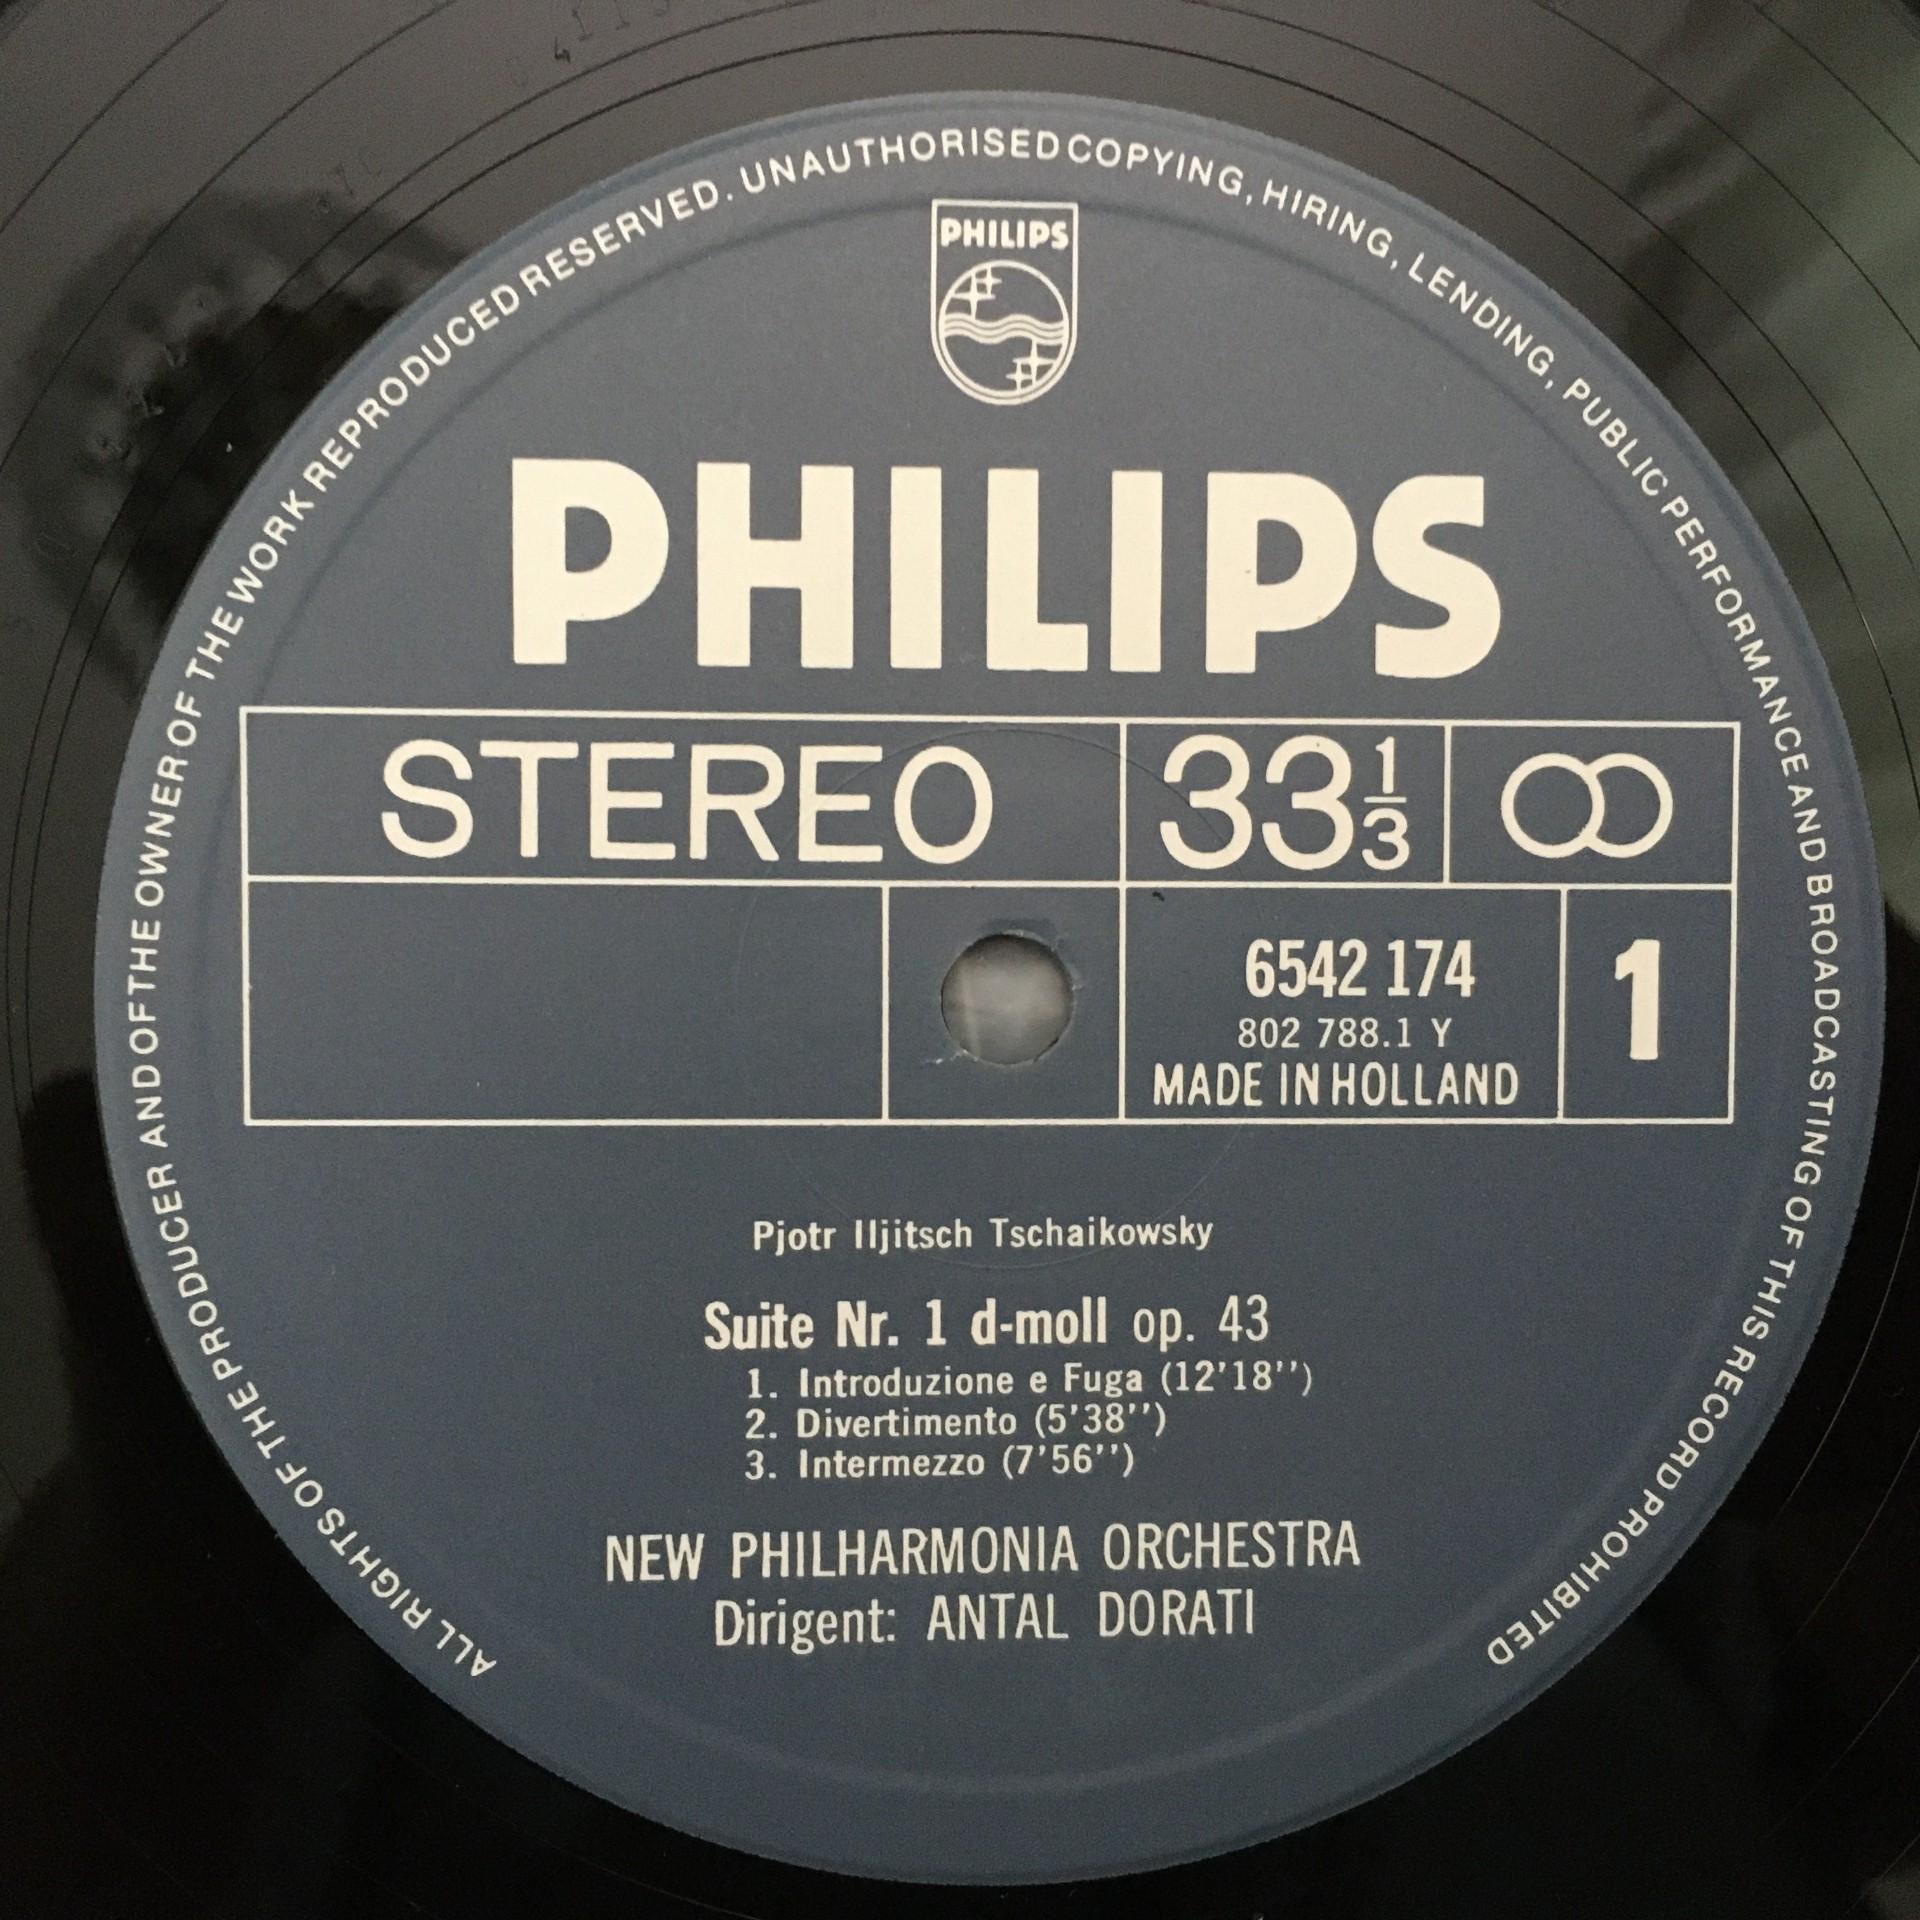 ALL RIGHTS OF THE PRODUCER AND OF THE OWNER OF THE WORK REPRODUCED RESERVED. UNAUTHORISED COPYING, HIRING, LENDING, PUBLIC PERFORMANCE AND BROADCASTING OF THIS RECORD PROHIBITED
PHILIPS
PHILIPS
STEREO 33 1/3
6542 174 1
802 788.1 Y
MADE IN HOLLAND
Pjotr Iljitsch Tschaikowsky
Suite Nr. 1 d-moll op. 43
1. Introduzione e Fuga (12'18'')
2. Divertimento (5'38'')
3. Intermezzo (7'56'')
NEW PHILHARMONIA ORCHESTRA
Dirigent: ANTAL DORATI